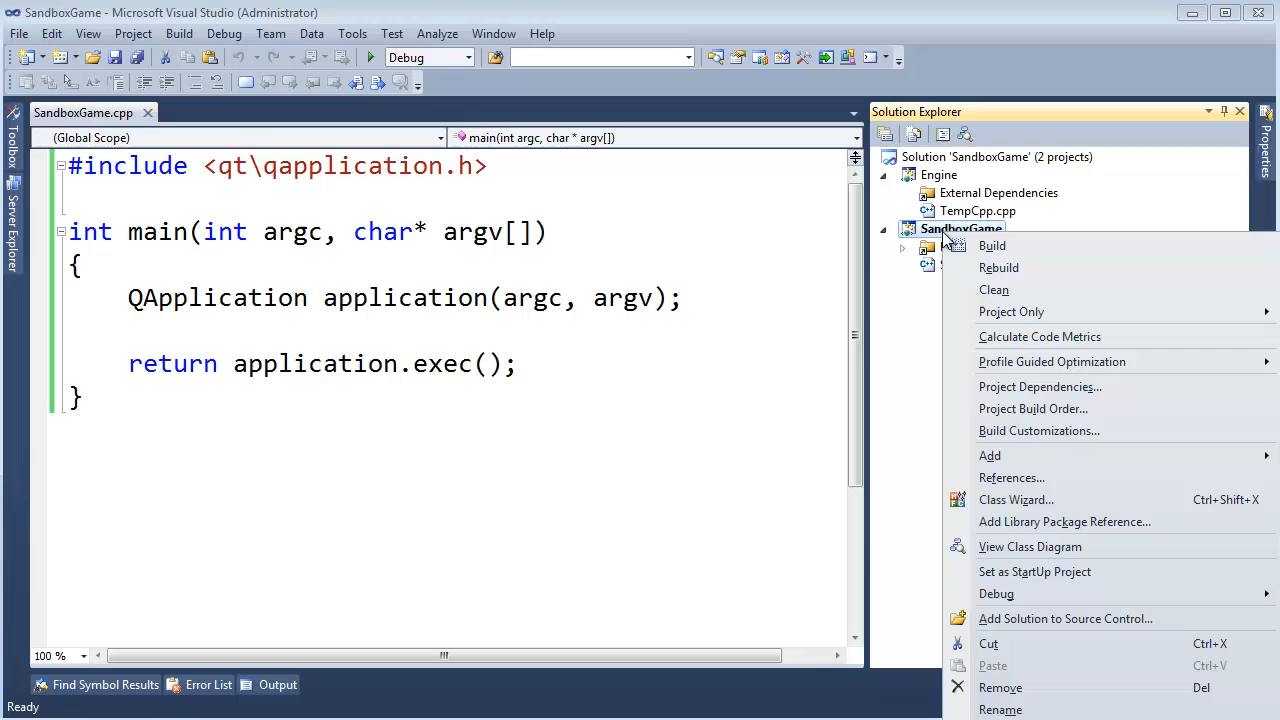 SandboxGame - Microsoft Visual Studio (Administrator)
File Edit View Project Build Debug Team Data Tools Test Analyze Window Help
Debug
SandboxGame.cpp
(Global Scope)
main(int argc, char * argv[])
#include <qt\qapplication.h>
int main(int argc, char* argv[])
{
QApplication application(argc, argv);
return application.exec();
}
100 %
Toolbox
Server Explorer
Solution Explorer
Solution 'SandboxGame' (2 projects)
Engine
External Dependencies
TempCpp.cpp
SandboxGame
Properties
Build
Rebuild
Clean
Project Only
Calculate Code Metrics
Profile Guided Optimization
Project Dependencies...
Project Build Order...
Build Customizations...
Add
References...
Class Wizard... Ctrl+Shift+X
Add Library Package Reference...
View Class Diagram
Set as StartUp Project
Debug
Add Solution to Source Control...
Cut Ctrl+X
Paste Ctrl+V
Remove Del
Rename
Find Symbol Results Error List Output
Ready